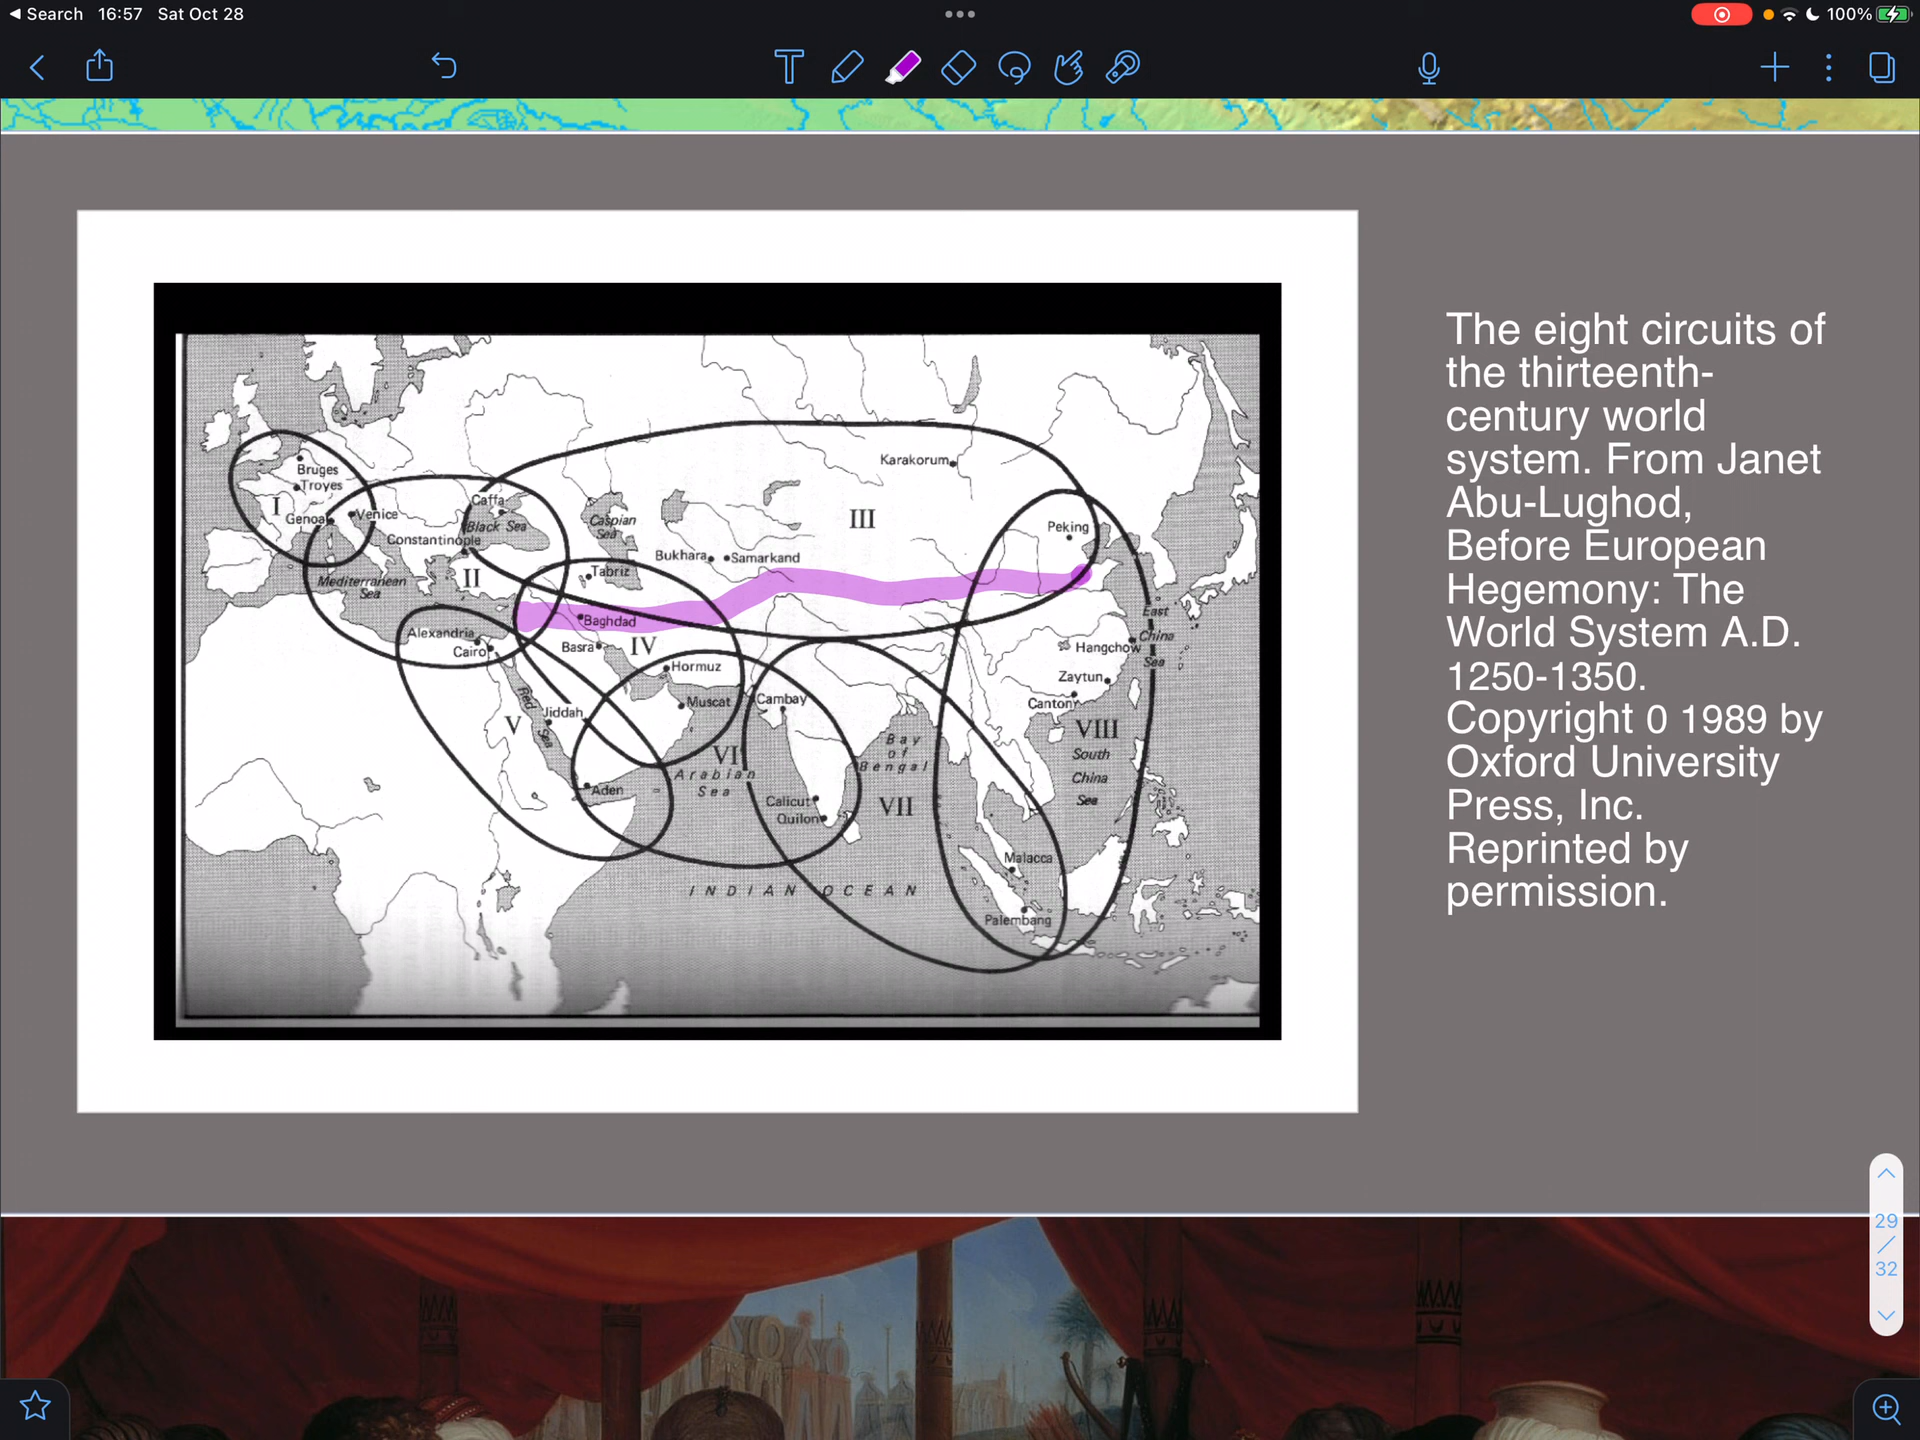 Search 16:57 Sat Oct 28
100%
Bruges
Troyes
I
Genoa
Venice
Caffa
Black Sea
Constantinople
II
Mediterranean
Sea
Caspian
Sea
Karakorum
III
Bukhara
Samarkand
Peking
Tabriz
Baghdad
IV
Basra
Alexandria
Cairo
Hormuz
Muscat
Red
Sea
Jiddah
V
VI
Arabian
Sea
Aden
Cambay
Calicut
Quilon
Bay
of
Bengal
VII
East
China
Sea
Hangchow
Zaytun
Canton
VIII
South
China
Sea
Malacca
Palembang
INDIAN OCEAN
The eight circuits of
the thirteenth-
century world
system. From Janet
Abu-Lughod,
Before European
Hegemony: The
World System A.D.
1250-1350.
Copyright 0 1989 by
Oxford University
Press, Inc.
Reprinted by
permission.
29
/
32